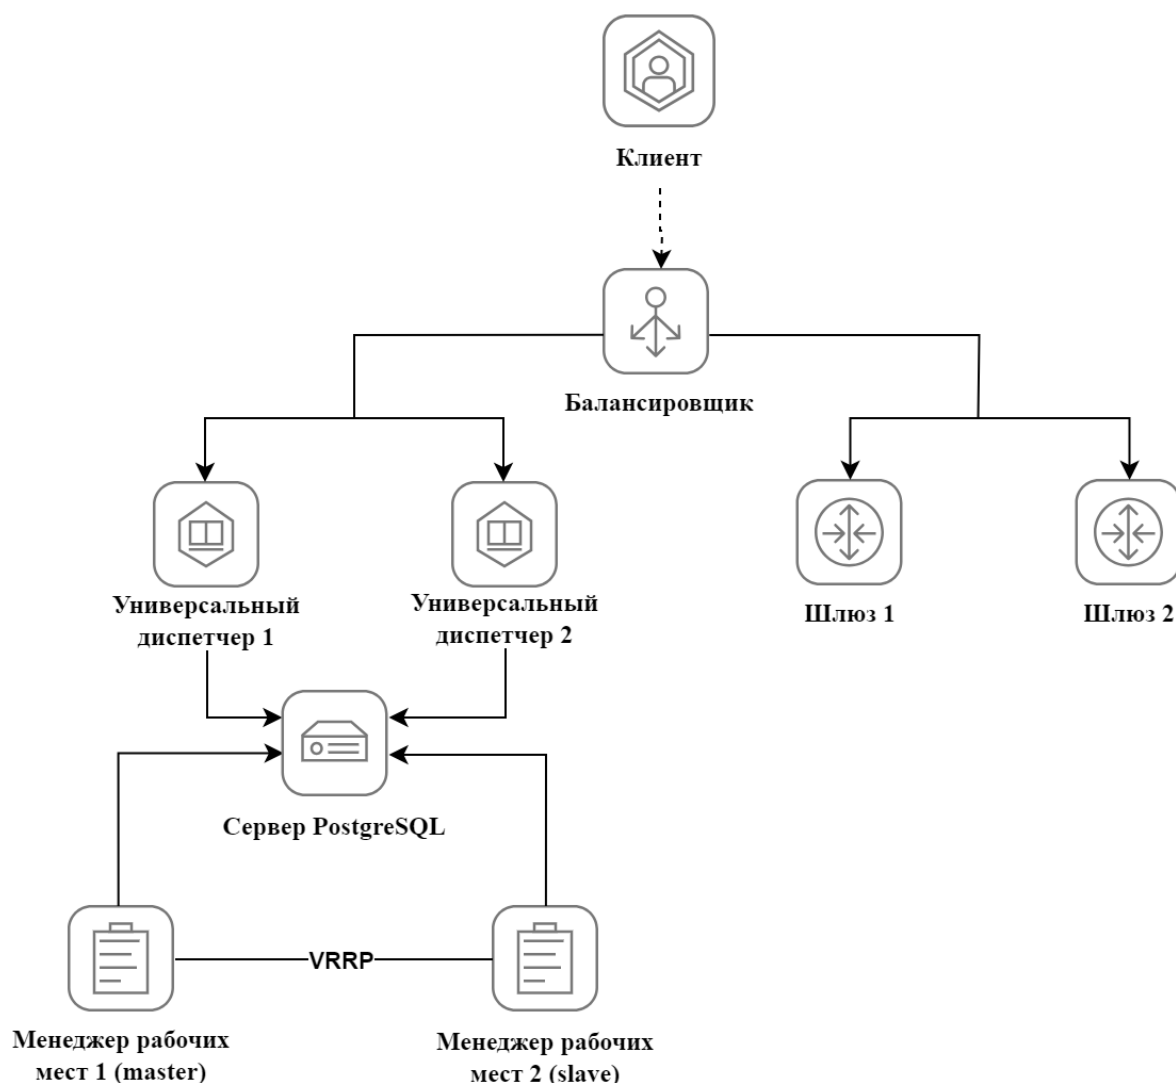 Клиент
Балансировщик
Универсальный
диспетчер 1
Универсальный
диспетчер 2
Шлюз 1
Шлюз 2
Сервер PostgreSQL
VRRP
Менеджер рабочих
мест 1 (master)
Менеджер рабочих
мест 2 (slave)